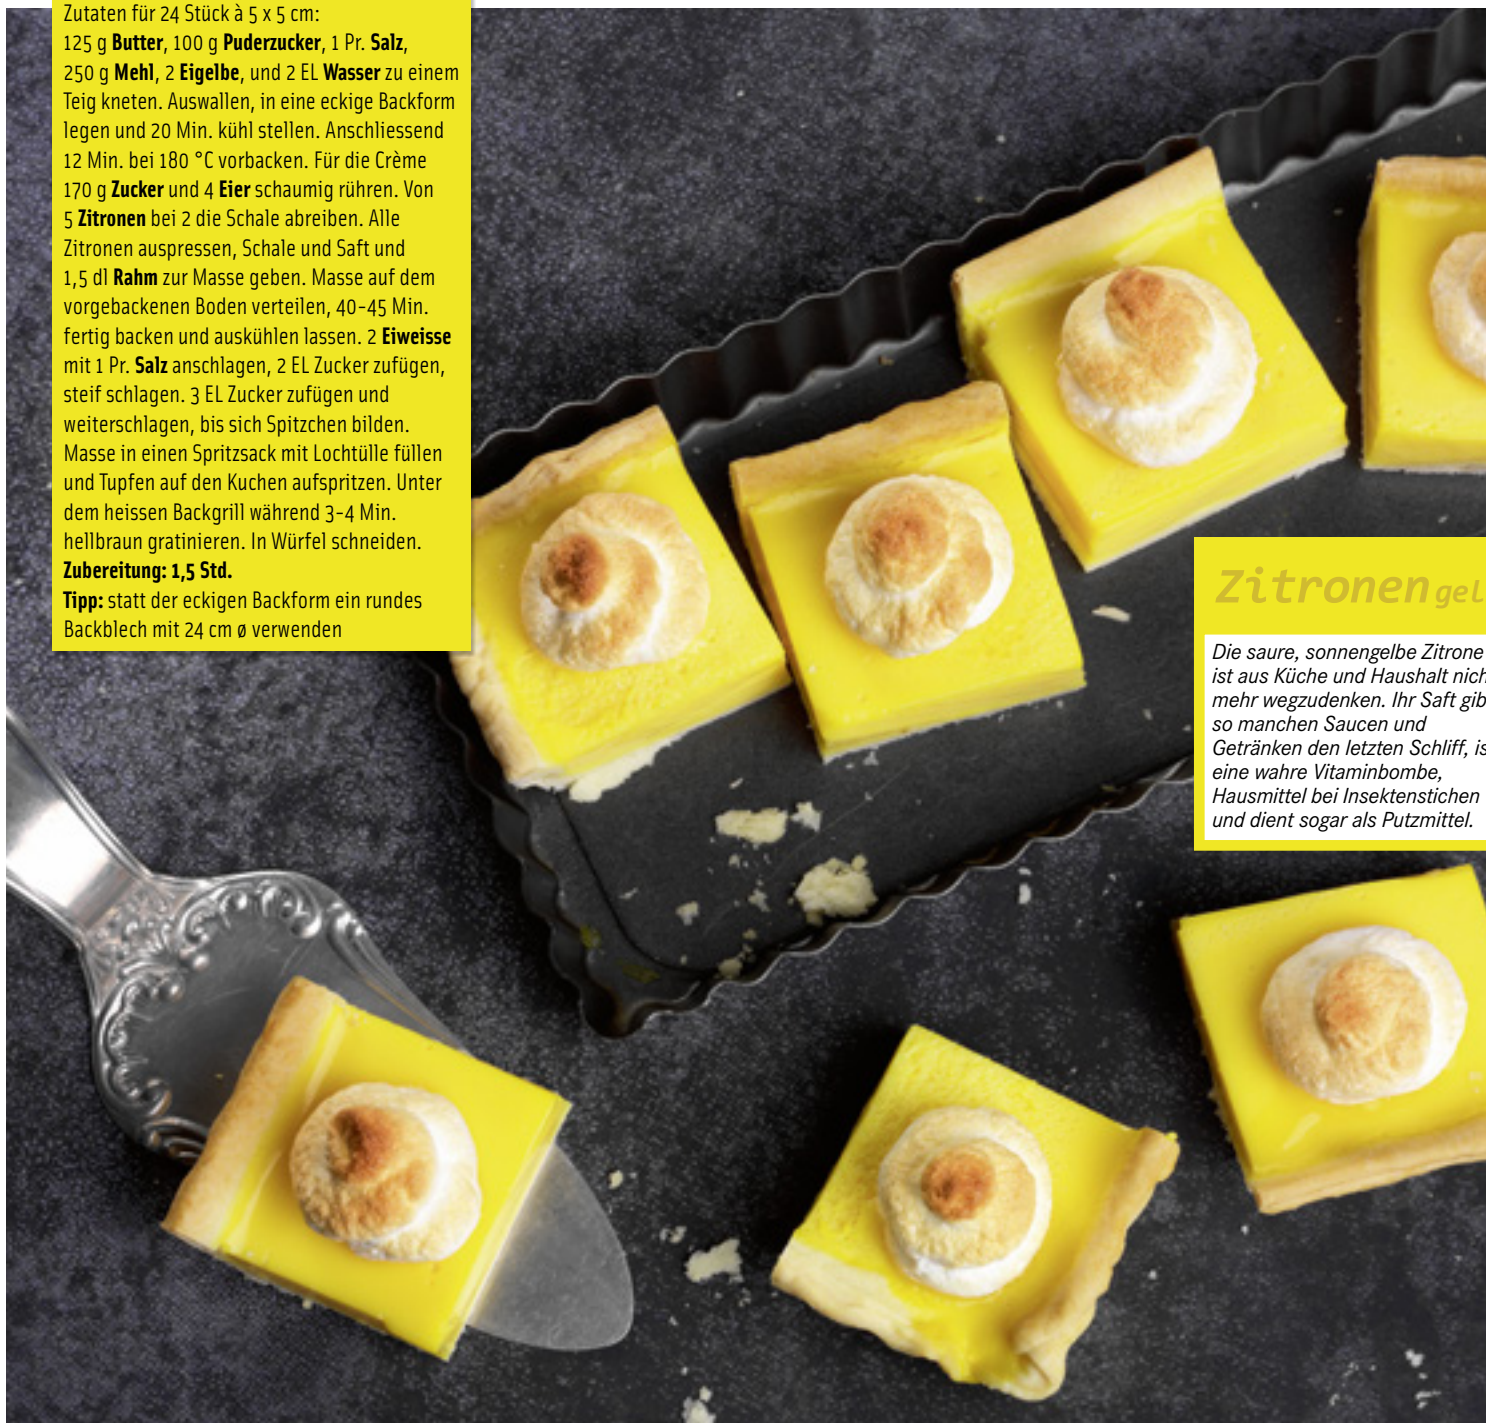 Zutaten für 24 Stück à 5 x 5 cm:
125 g Butter, 100 g Puderzucker, 1 Pr. Salz,
250 g Mehl, 2 Eigelbe, und 2 EL Wasser zu einem
Teig kneten. Auswallen, in eine eckige Backform
legen und 20 Min. kühl stellen. Anschliessend
12 Min. bei 180 °C vorbacken. Für die Crème
170 g Zucker und 4 Eier schaumig rühren. Von
5 Zitronen bei 2 die Schale abreiben. Alle
Zitronen auspressen, Schale und Saft und
1,5 dl Rahm zur Masse geben. Masse auf dem
vorgebackenen Boden verteilen, 40-45 Min.
fertig backen und auskühlen lassen. 2 Eiweisse
mit 1 Pr. Salz anschlagen, 2 EL Zucker zufügen,
steif schlagen. 3 EL Zucker zufügen und
weiterschlagen, bis sich Spitzchen bilden.
Masse in einen Spritzsack mit Lochtülle füllen
und Tupfen auf den Kuchen aufspritzen. Unter
dem heissen Backgrill während 3-4 Min.
hellbraun gratinieren. In Würfel schneiden.
Zubereitung: 1,5 Std.
Tipp: statt der eckigen Backform ein rundes
Backblech mit 24 cm ø verwenden
Zitronengel
Die saure, sonnengelbe Zitrone
ist aus Küche und Haushalt nich
mehr wegzudenken. Ihr Saft gib
so manchen Saucen und
Getränken den letzten Schliff, is
eine wahre Vitaminbombe,
Hausmittel bei Insektenstichen
und dient sogar als Putzmittel.